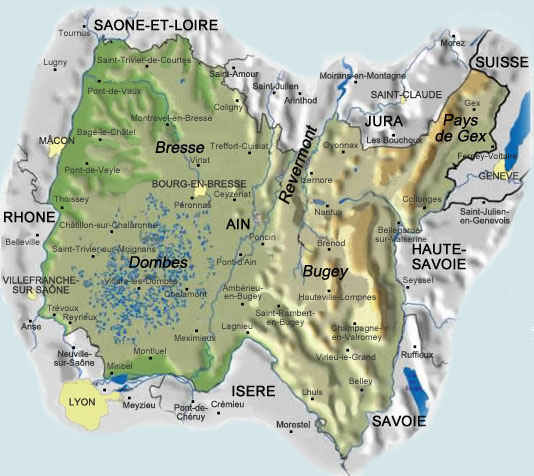 SAONE-ET-LOIRE
Tournus
Morez
SUISSE
Lugny
Saint-Trivier-de-Courtes
Saint-Amour
Moirans-en-Montagne
Pont-de-Vaux
Saint-Julien
Arinthod
SAINT-CLAUDE
Coligny
Gex
Montrevel-en-Bresse
JURA
Pays
de Gex
Bagé-le-Châtel
MÂCON
Les Bouchoux
Bresse
Treffort-Cuisiat
Revermont
Oyonnax
Ferney-Voltaire
Viriat
Pont-de-Veyle
GENEVE
BOURG-EN-BRESSE
Izernore
Ceyzeriat
Péronnas
Thoissey
Collonges
Nantua
Saint-Julien
en-Genevois
RHONE
Châtillon-sur-Chalaronne
AIN
Bellegarde-
sur-Valserine
Belleville
Poncin
Brénod
Saint-Trivier-sur-Moignans
HAUTE-
SAVOIE
Dombes
Pont-d'Ain
Bugey
VILLEFRANCHE-
SUR SAÔNE
Villars-les-Dombes
Seyssel
Chalamont
Ambérieu-
en-Bugey
Hauteville-Lompnes
Trévoux
Reyrieux
Saint-Rambert-
en-Bugey
Anse
Lagnieu
Champagne-
en-Valromey
Meximieux
Neuville-
sur-Saône
Montluel
Virieu-le-Grand
Ruffieux
Miribel
Belley
ISERE
Lhuis
LYON
Meyzieu
Pont-de-
Chéruy
Crémieu
SAVOIE
Morestel